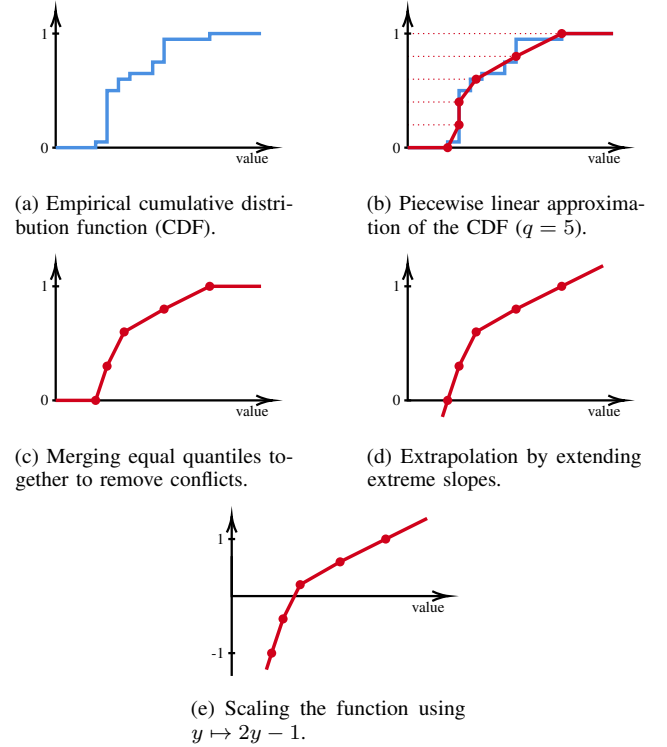 1
0
value
1
0
value
(a) Empirical cumulative distri-
bution function (CDF).
(b) Piecewise linear approxima-
tion of the CDF (q = 5).
1
0
value
1
0
value
(c) Merging equal quantiles to-
gether to remove conflicts.
(d) Extrapolation by extending
extreme slopes.
1
value
-1
(e) Scaling the function using
y ↦ 2y − 1.